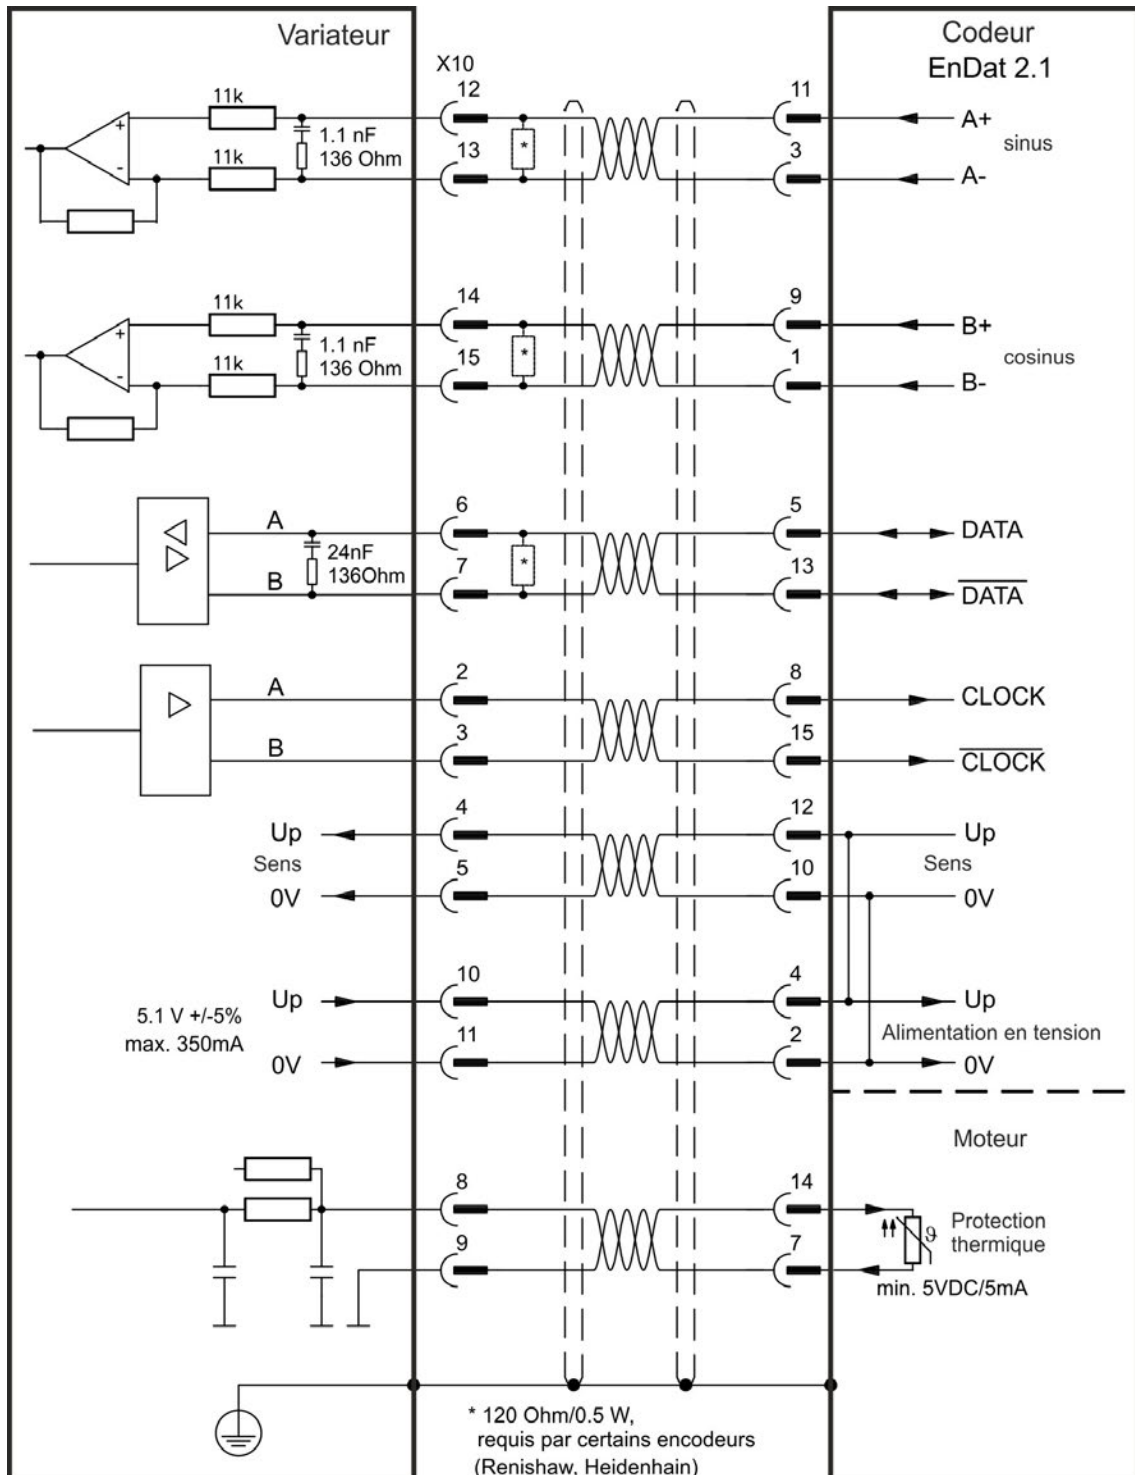 Variateur
Codeur
EnDat 2.1
X10
12
11
11k
A+
1.1 nF
136 Ohm
*
sinus
11k
13
3
A-
+
-
14
9
11k
B+
1.1 nF
136 Ohm
*
cosinus
11k
15
1
B-
+
-
6
5
A
DATA
24nF
136Ohm
*
7
13
B
DATA
2
8
A
CLOCK
3
15
B
CLOCK
4
12
Up
Up
Sens
Sens
5
10
0V
0V
10
4
Up
Up
5.1 V +/-5%
max. 350mA
Alimentation en tension
11
2
0V
0V
Moteur
8
14
Protection
thermique
ϑ
9
7
min. 5VDC/5mA
* 120 Ohm/0.5 W,
requis par certains encodeurs
(Renishaw, Heidenhain)